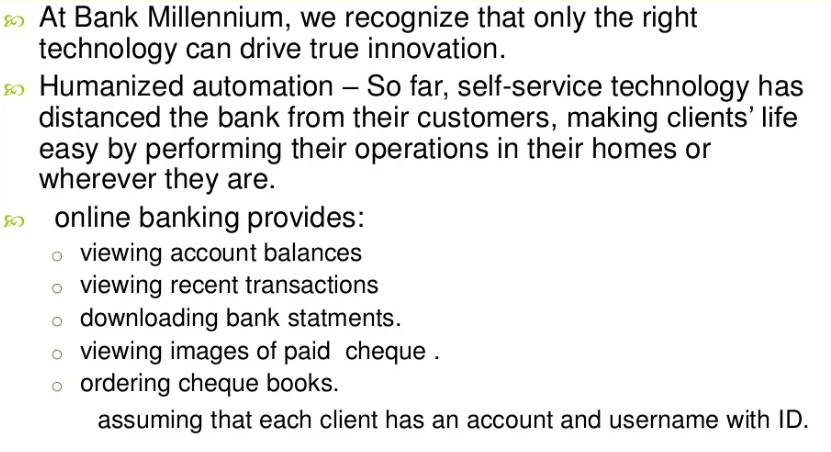 At Bank Millennium, we recognize that only the right
technology can drive true innovation.
Humanized automation – So far, self-service technology has
distanced the bank from their customers, making clients' life
easy by performing their operations in their homes or
wherever they are.
online banking provides:
viewing account balances
viewing recent transactions
downloading bank statments.
viewing images of paid cheque .
ordering cheque books.
assuming that each client has an account and username with ID.